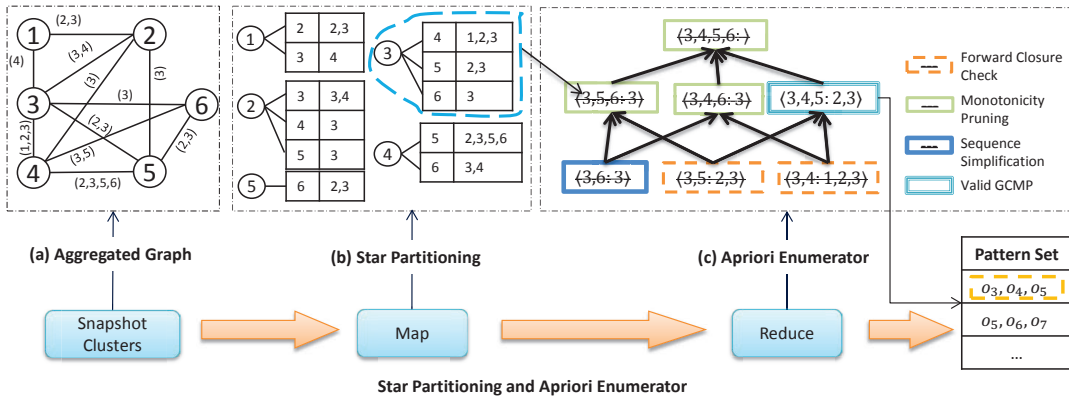 (2,3)
1
2
(4)
(3,4)
(3)
(3)
3
(3)
6
(1,2,3)
(2,3)
(3,5)
(2,3)
4
(2,3,5,6)
5
1
2 2,3
3 4
2
3 3,4
4 3
5 3
5
6 2,3
3
4 1,2,3
5 2,3
6 3
4
5 2,3,5,6
6 3,4
⟨3,4,5,6: ⟩
⟨3,5,6: 3⟩
⟨3,4,6: 3⟩
⟨3,4,5: 2,3⟩
⟨3,6: 3⟩
⟨3,5: 2,3⟩
⟨3,4: 1,2,3⟩
Forward Closure
Check
Monotonicity
Pruning
Sequence
Simplification
Valid GCMP
(a) Aggregated Graph
(b) Star Partitioning
(c) Apriori Enumerator
Snapshot
Clusters
Map
Reduce
Pattern Set
o₃, o₄, o₅
o₅, o₆, o₇
...
Star Partitioning and Apriori Enumerator